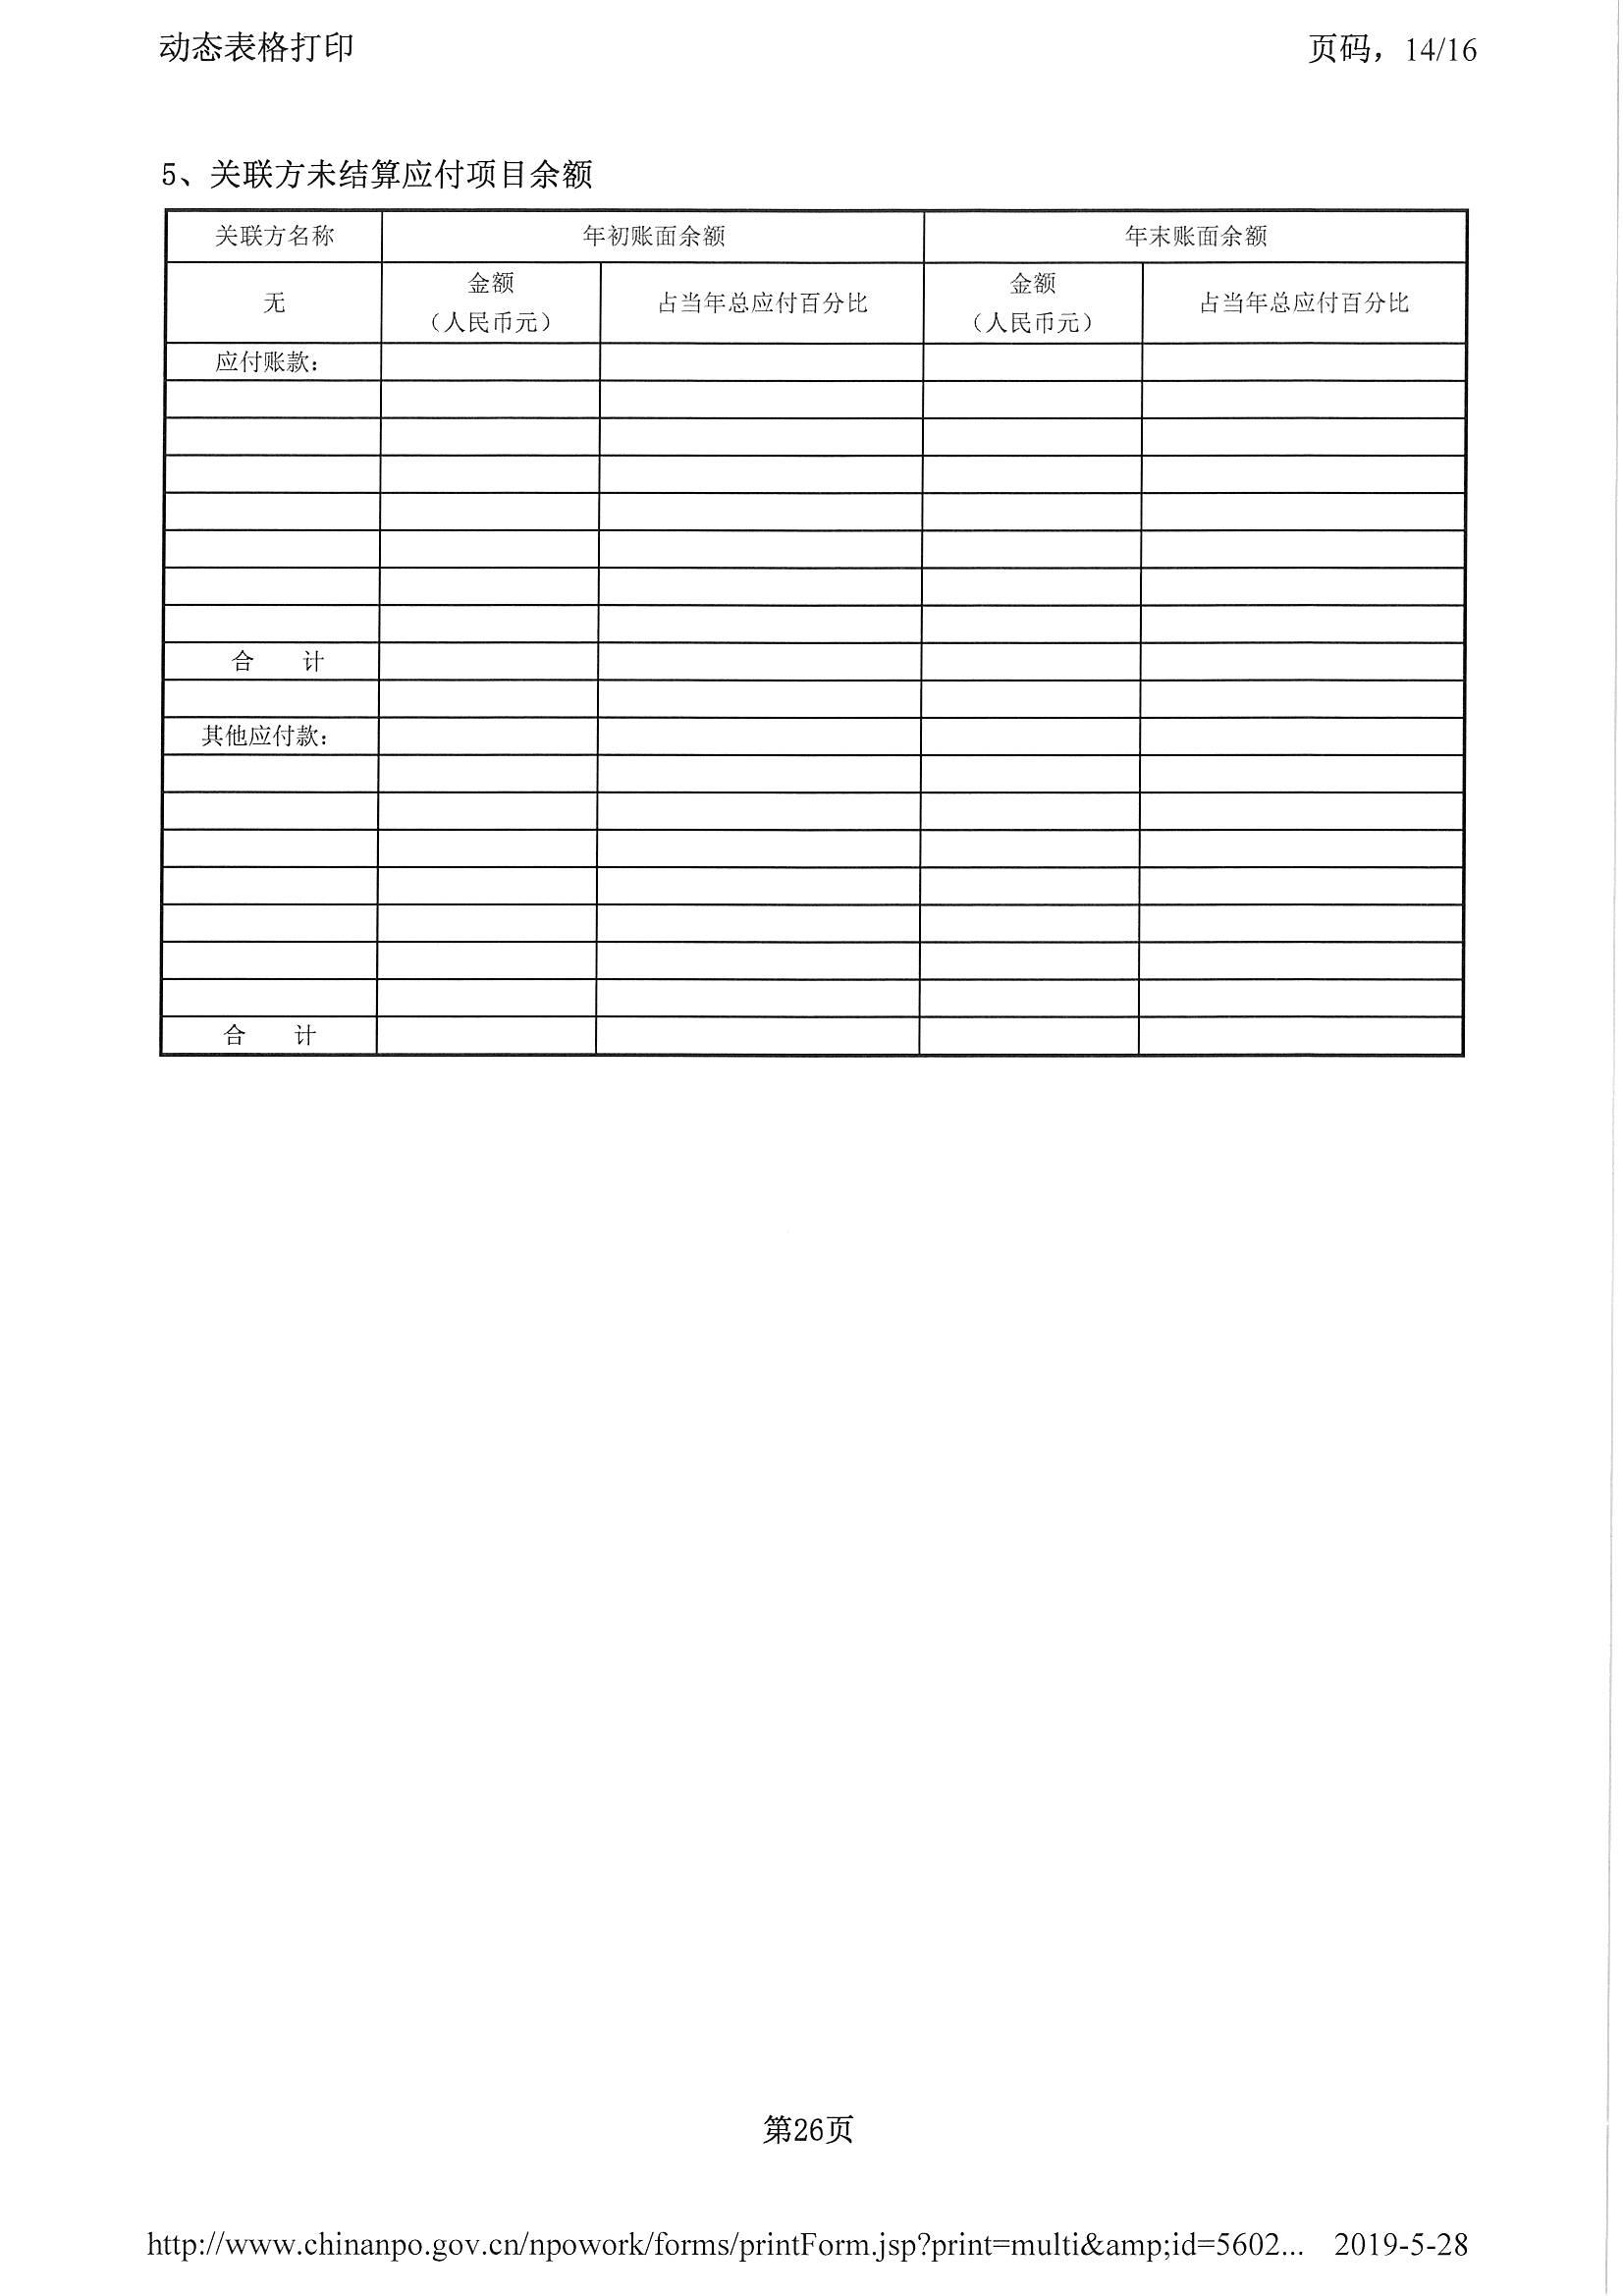 动态表格打印 页码，14/16
5、关联方未结算应付项目余额
关联方名称 年初账面余额 年末账面余额
无 金额（人民币元） 占当年总应付百分比 金额（人民币元） 占当年总应付百分比
应付账款：
合 计
其他应付款：
合 计
第26页
http://www.chinanpo.gov.cn/npowork/forms/printForm.jsp?print=multi&amp;id=5602... 2019-5-28